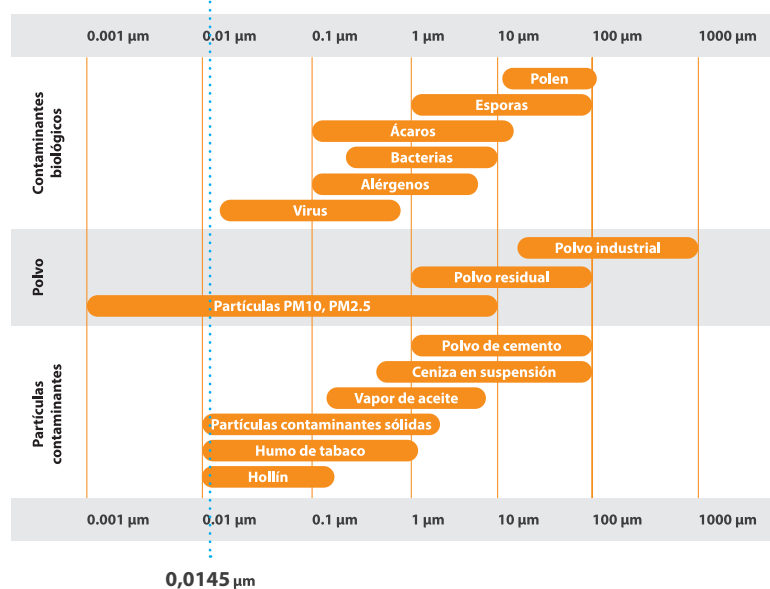 0.001 µm 0.01 µm 0.1 µm 1 µm 10 µm 100 µm 1000 µm
Contaminantes
biológicos
Polen
Esporas
Ácaros
Bacterias
Alérgenos
Virus
Polvo
Polvo industrial
Polvo residual
Partículas PM10, PM2.5
Partículas
contaminantes
Polvo de cemento
Ceniza en suspensión
Vapor de aceite
Partículas contaminantes sólidas
Humo de tabaco
Hollín
0.001 µm 0.01 µm 0.1 µm 1 µm 10 µm 100 µm 1000 µm
0,0145 µm